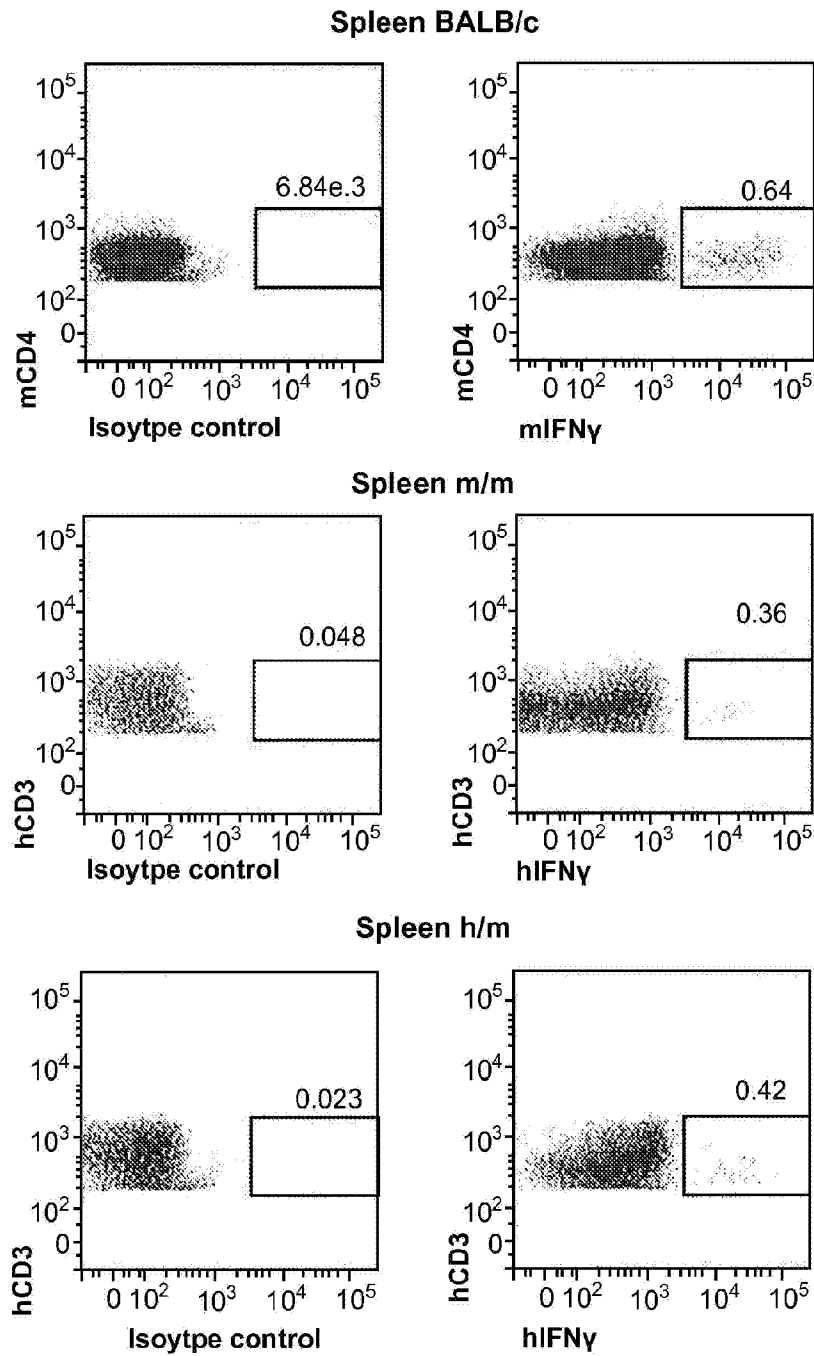 Spleen BALB/c
10⁵
10⁴
10³
10²
0
mCD4
6.84e.3
0 10² 10³ 10⁴ 10⁵
Isoytpe control
10⁵
10⁴
10³
10²
0
mCD4
0.64
0 10² 10³ 10⁴ 10⁵
mIFNγ
Spleen m/m
10⁵
10⁴
10³
10²
0
hCD3
0.048
0 10² 10³ 10⁴ 10⁵
Isoytpe control
10⁵
10⁴
10³
10²
0
hCD3
0.36
0 10² 10³ 10⁴ 10⁵
hIFNγ
Spleen h/m
10⁵
10⁴
10³
10²
0
hCD3
0.023
0 10² 10³ 10⁴ 10⁵
Isoytpe control
10⁵
10⁴
10³
10²
0
hCD3
0.42
0 10² 10³ 10⁴ 10⁵
hIFNγ